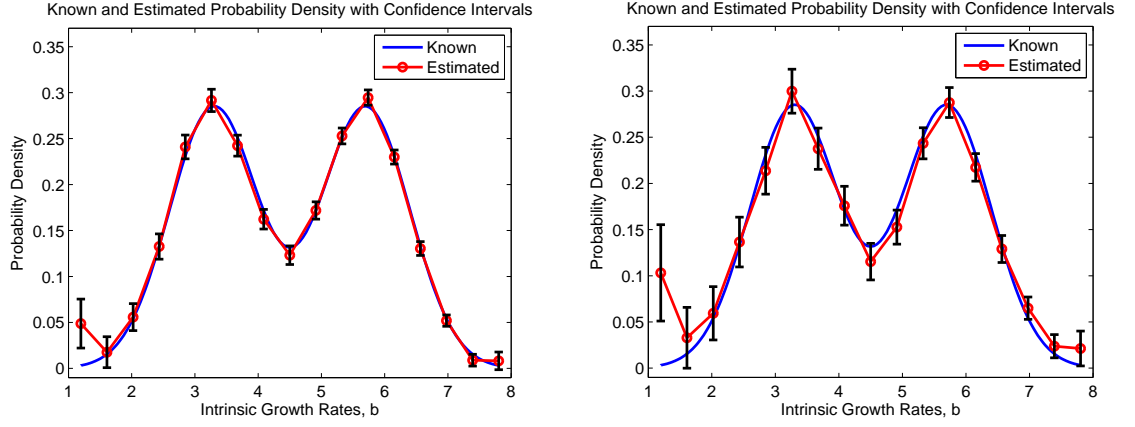 Known and Estimated Probability Density with Confidence Intervals
Known
Estimated
0.35
0.3
0.25
0.2
0.15
0.1
0.05
0
Probability Density
1 2 3 4 5 6 7 8
Intrinsic Growth Rates, b
Known and Estimated Probability Density with Confidence Intervals
Known
Estimated
0.35
0.3
0.25
0.2
0.15
0.1
0.05
0
Probability Density
1 2 3 4 5 6 7 8
Intrinsic Growth Rates, b